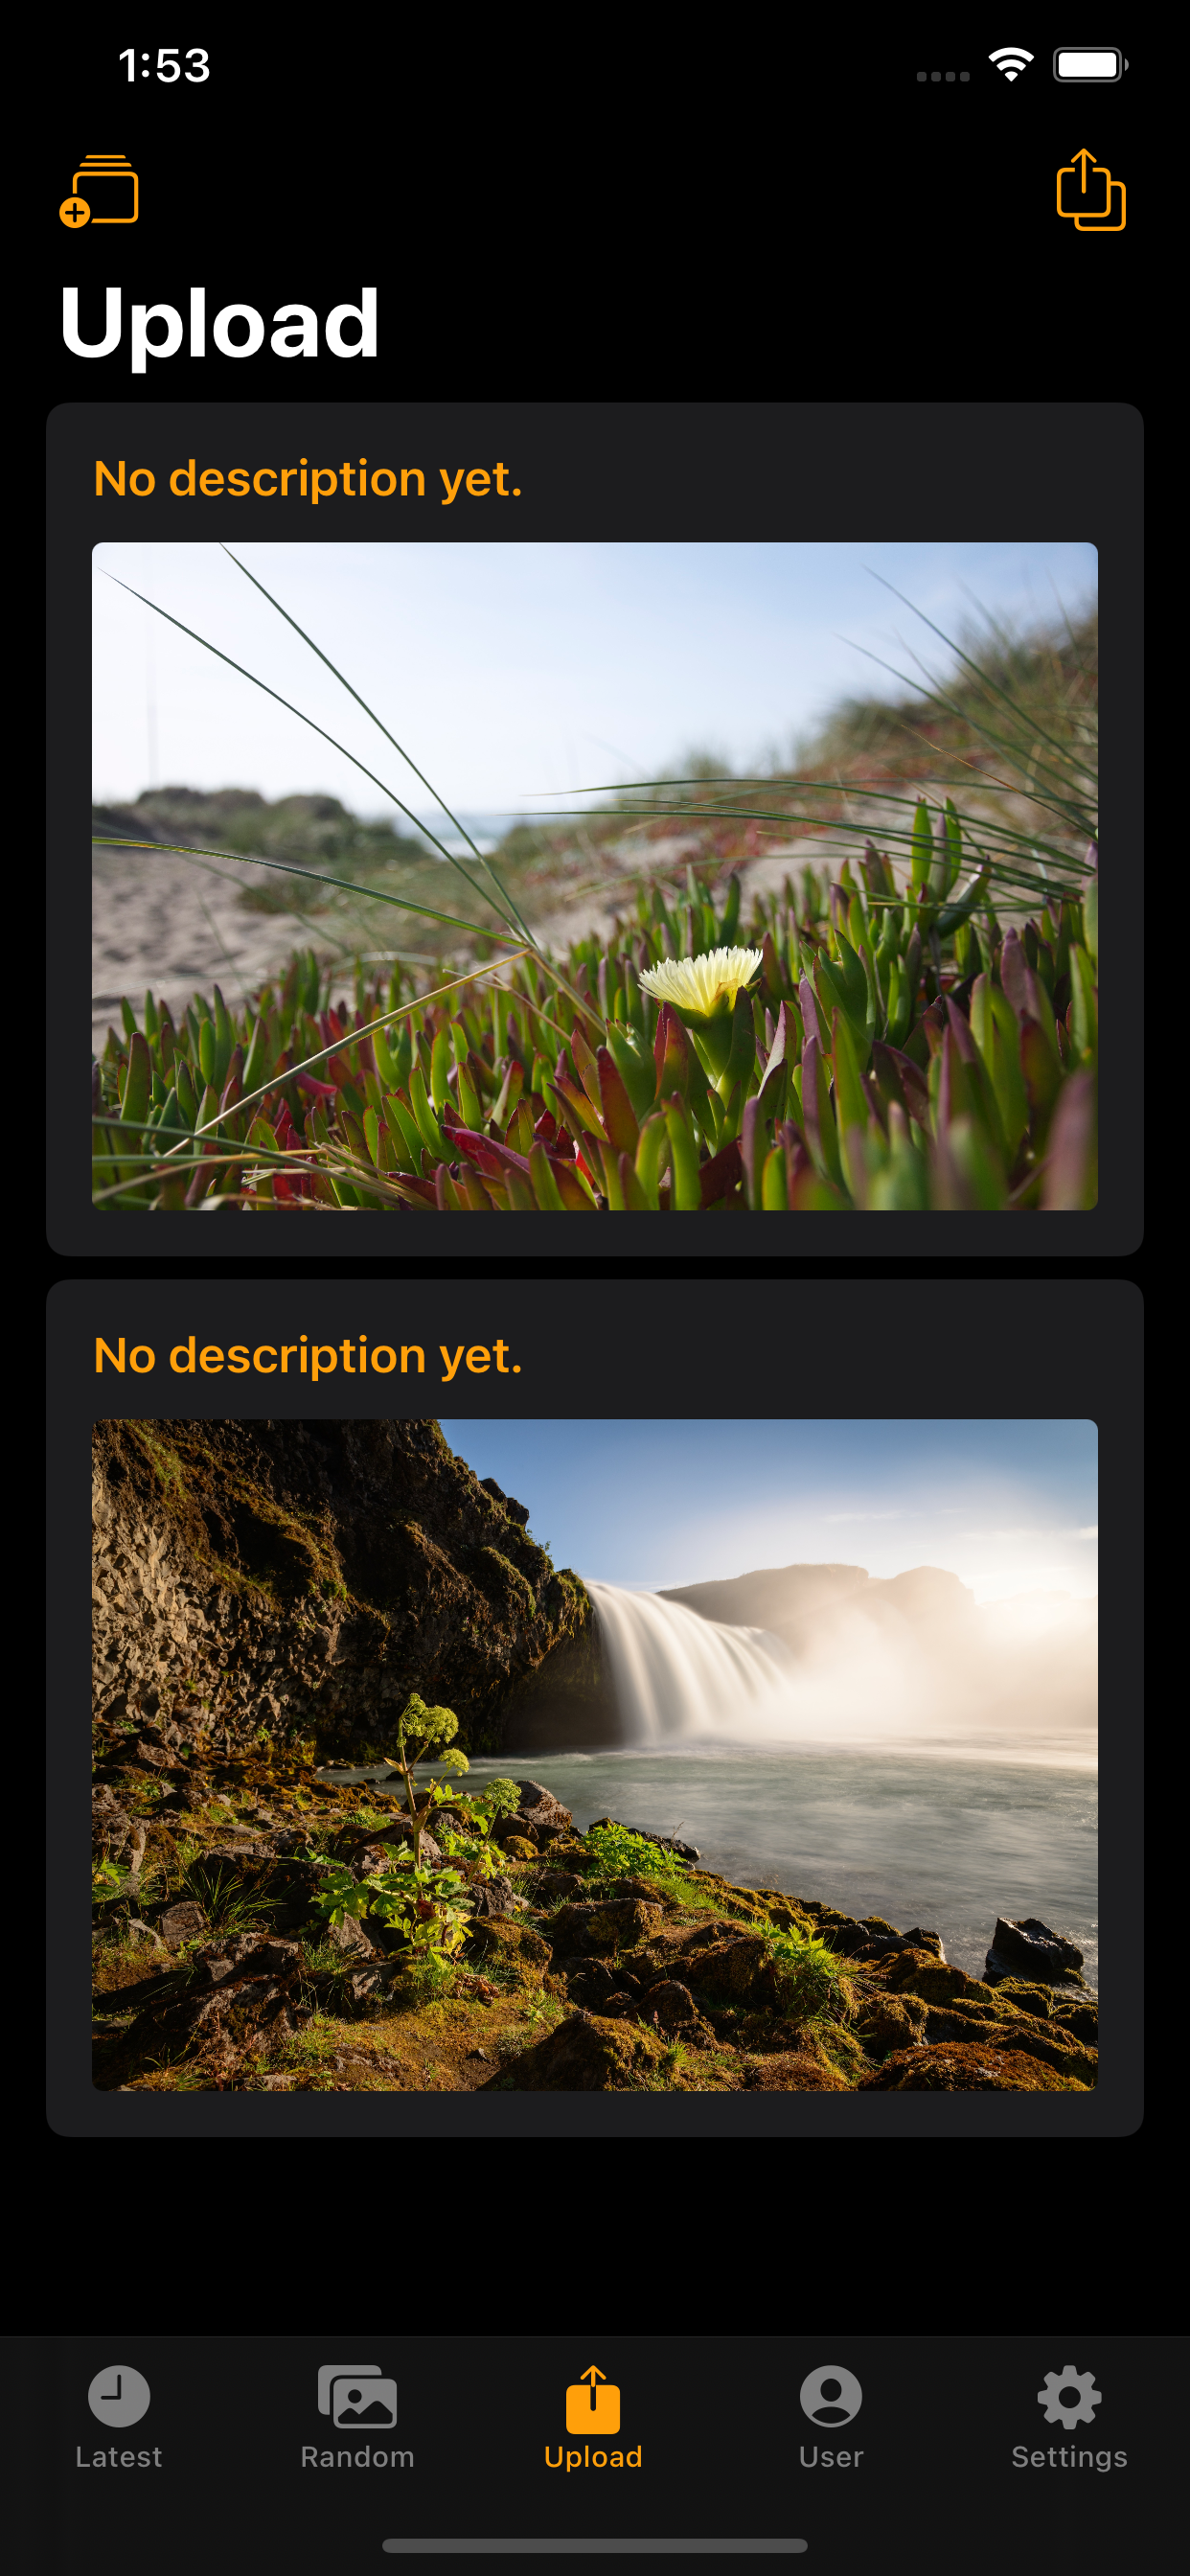 1:53
Upload
No description yet.
No description yet.
Latest
Random
Upload
User
Settings